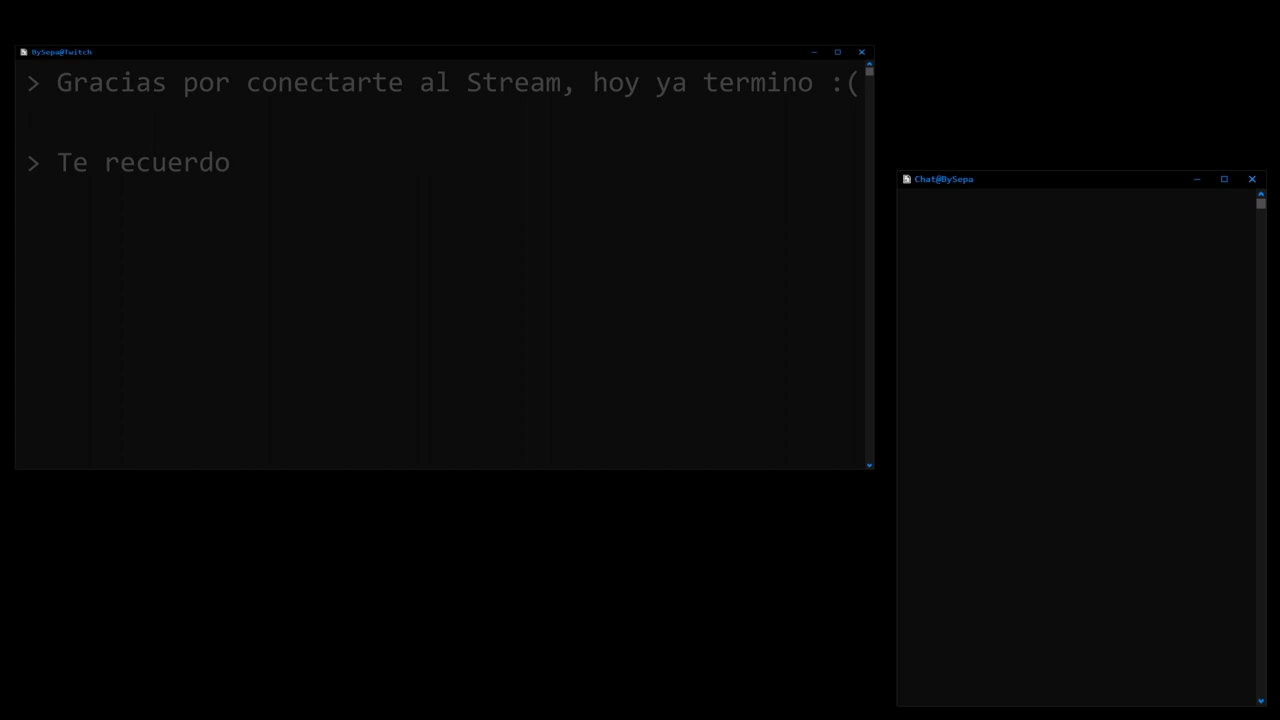 BySepa@Twitch
> Gracias por conectarte al Stream, hoy ya termino :(
> Te recuerdo
Chat@BySepa